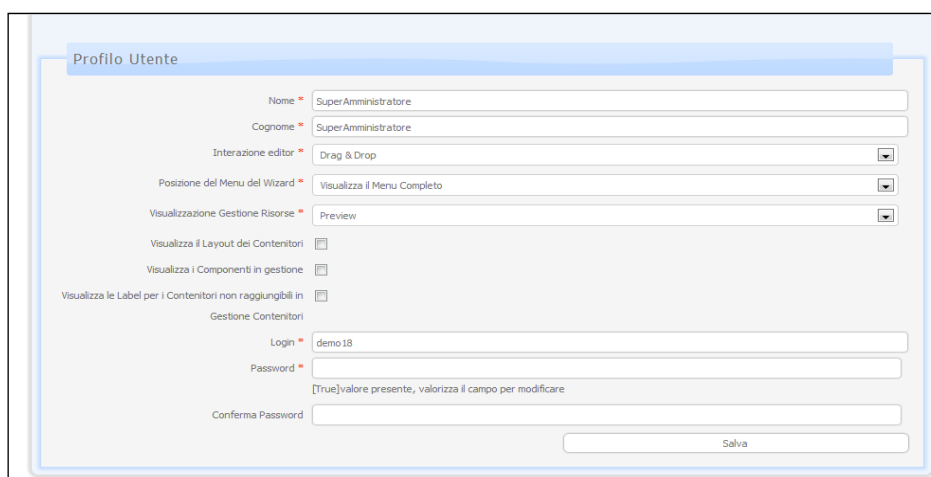 Profilo Utente
Nome * SuperAmministratore
Cognome * SuperAmministratore
Interazione editor * Drag & Drop
Posizione del Menu del Wizard * Visualizza il Menu Completo
Visualizzazione Gestione Risorse * Preview
Visualizza il Layout dei Contenitori
Visualizza i Componenti in gestione
Visualizza le Label per i Contenitori non raggiungibili in
Gestione Contenitori
Login * demo18
Password *
[True]valore presente, valorizza il campo per modificare
Conferma Password
Salva